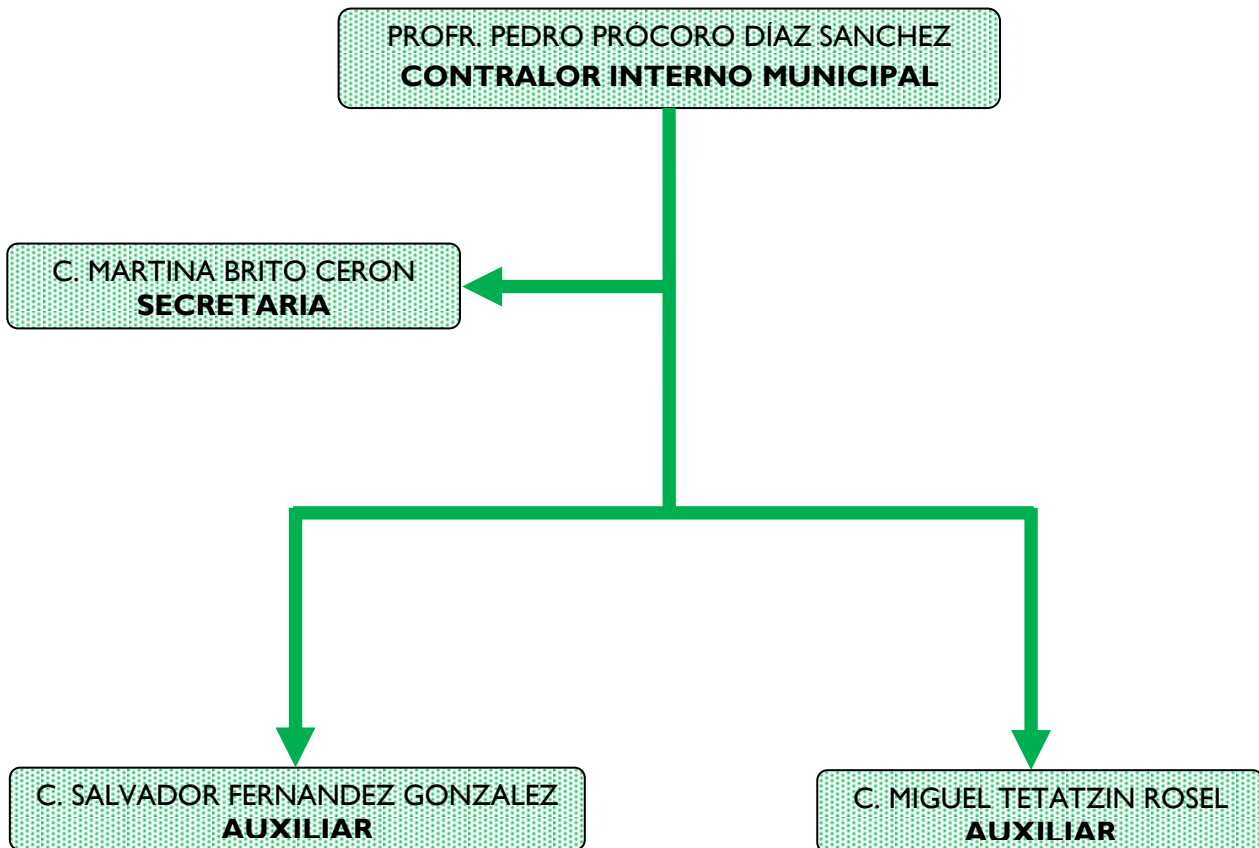 PROFR. PEDRO PRÓCORO DÍAZ SANCHEZ
CONTRALOR INTERNO MUNICIPAL
C. MARTINA BRITO CERON
SECRETARIA
C. SALVADOR FERNANDEZ GONZALEZ
AUXILIAR
C. MIGUEL TETATZIN ROSEL
AUXILIAR